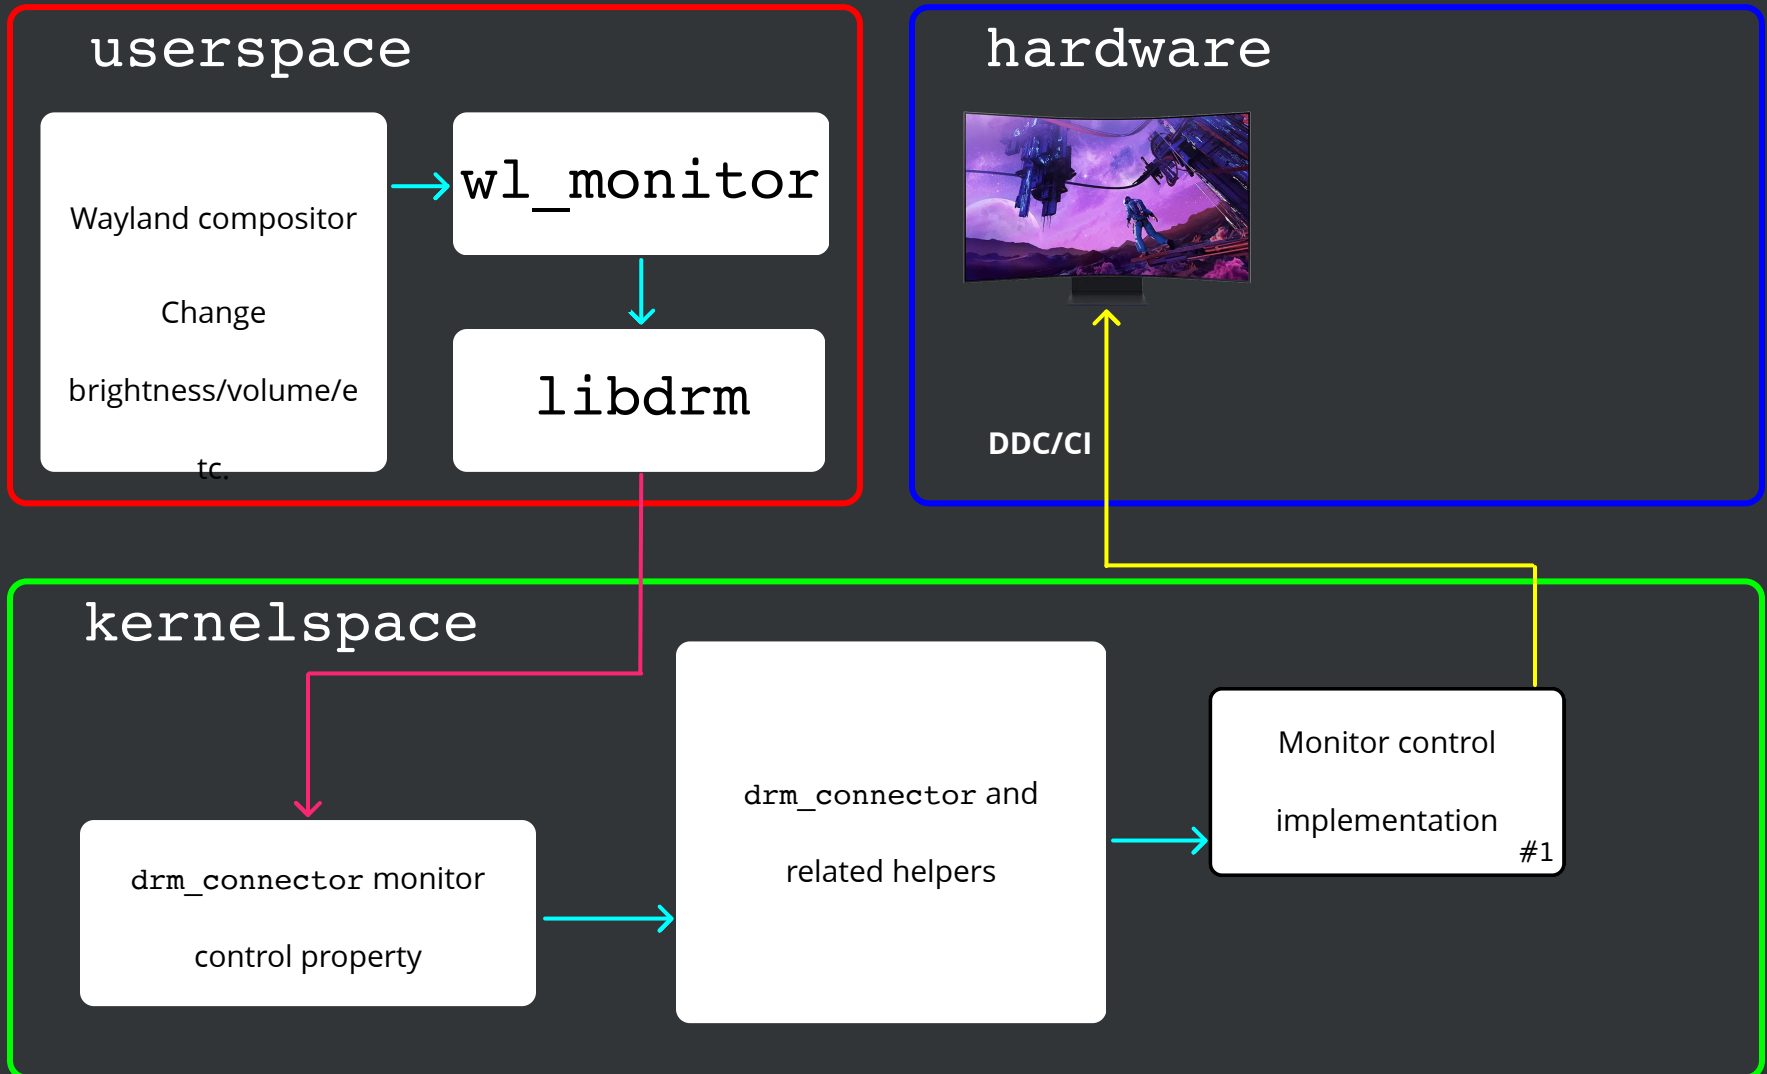 userspace
Wayland compositor
Change
brightness/volume/e
tc.
wl_monitor
libdrm
hardware
DDC/CI
kernelspace
drm_connector monitor
control property
drm_connector and
related helpers
Monitor control
implementation
#1